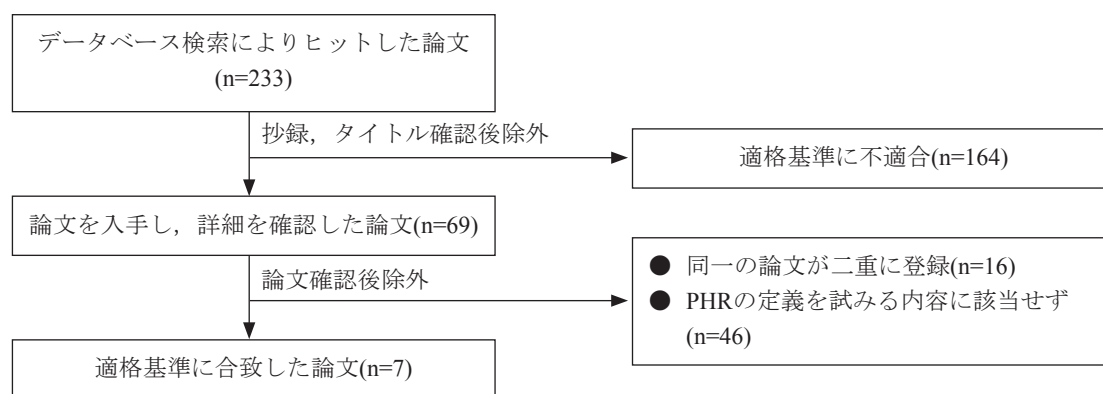 データベース検索によりヒットした論文
(n=233)
抄録，タイトル確認後除外
適格基準に不適合(n=164)
論文を入手し，詳細を確認した論文(n=69)
論文確認後除外
● 同一の論文が二重に登録(n=16)
● PHRの定義を試みる内容に該当せず
(n=46)
適格基準に合致した論文(n=7)